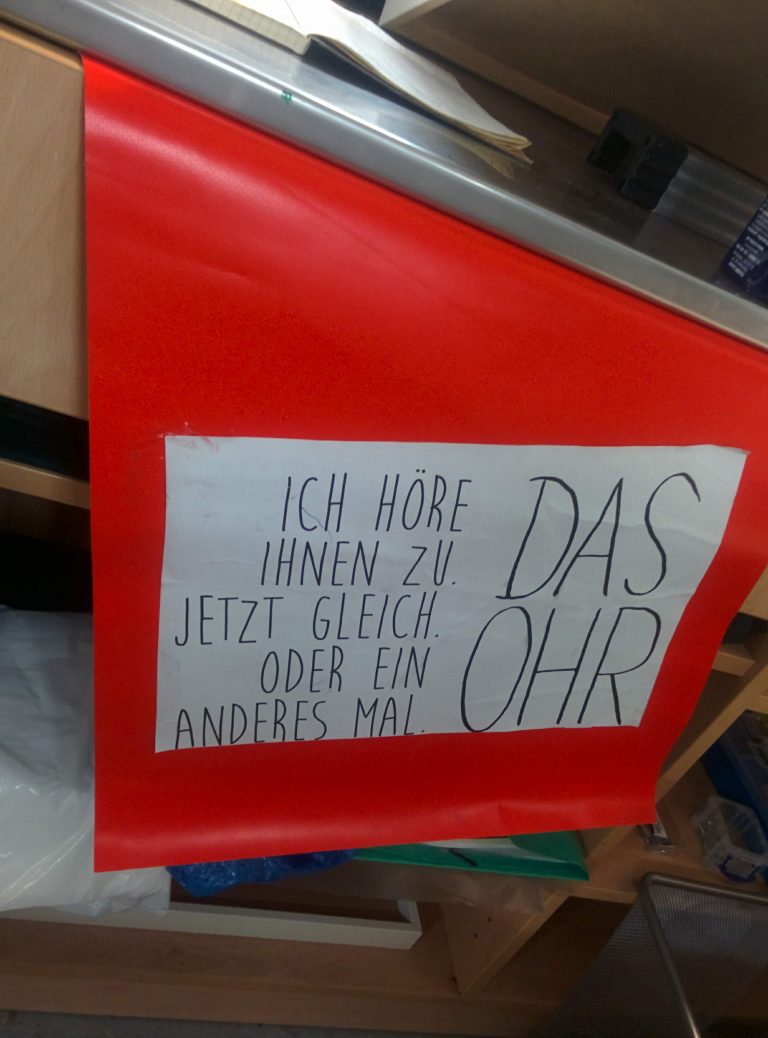 ICH HÖRE
IHNEN ZU.
JETZT GLEICH.
ODER EIN
ANDERES MAL.
DAS
OHR